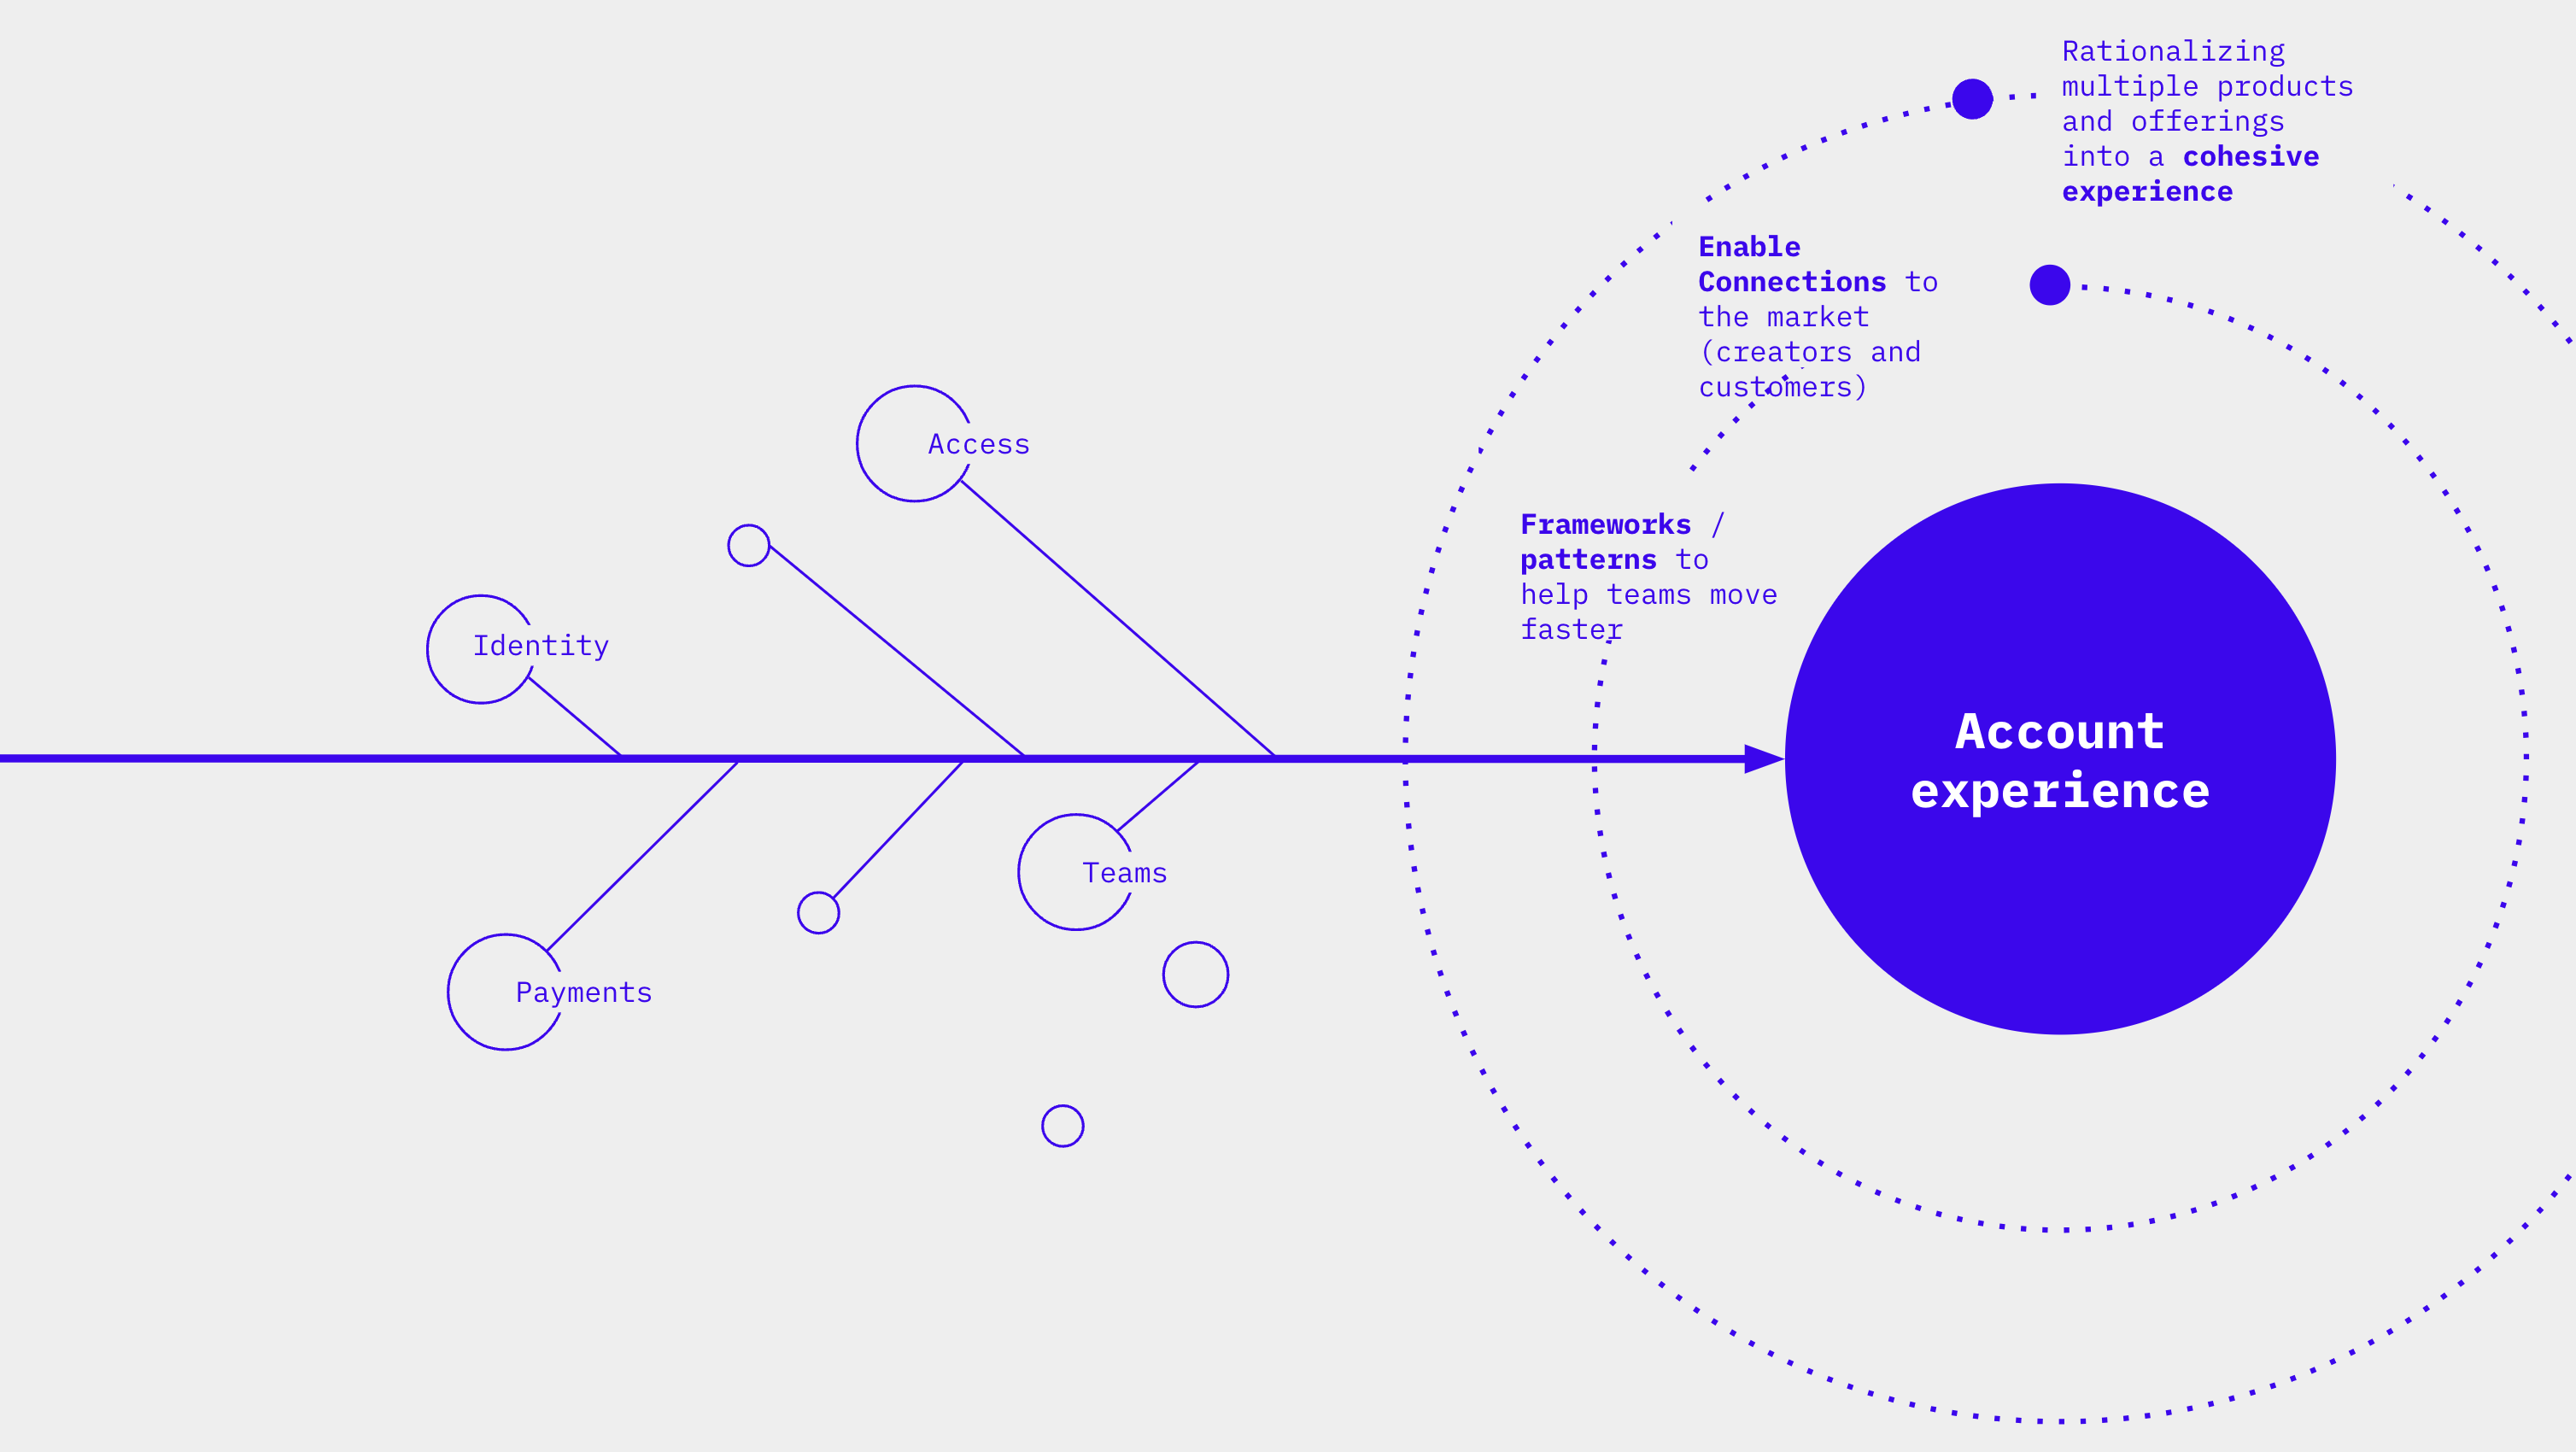 Rationalizing
multiple products
and offerings
into a cohesive
experience
Enable
Connections to
the market
(creators and
customers)
Access
Frameworks /
patterns to
help teams move
faster
Identity
Account
experience
Teams
Payments